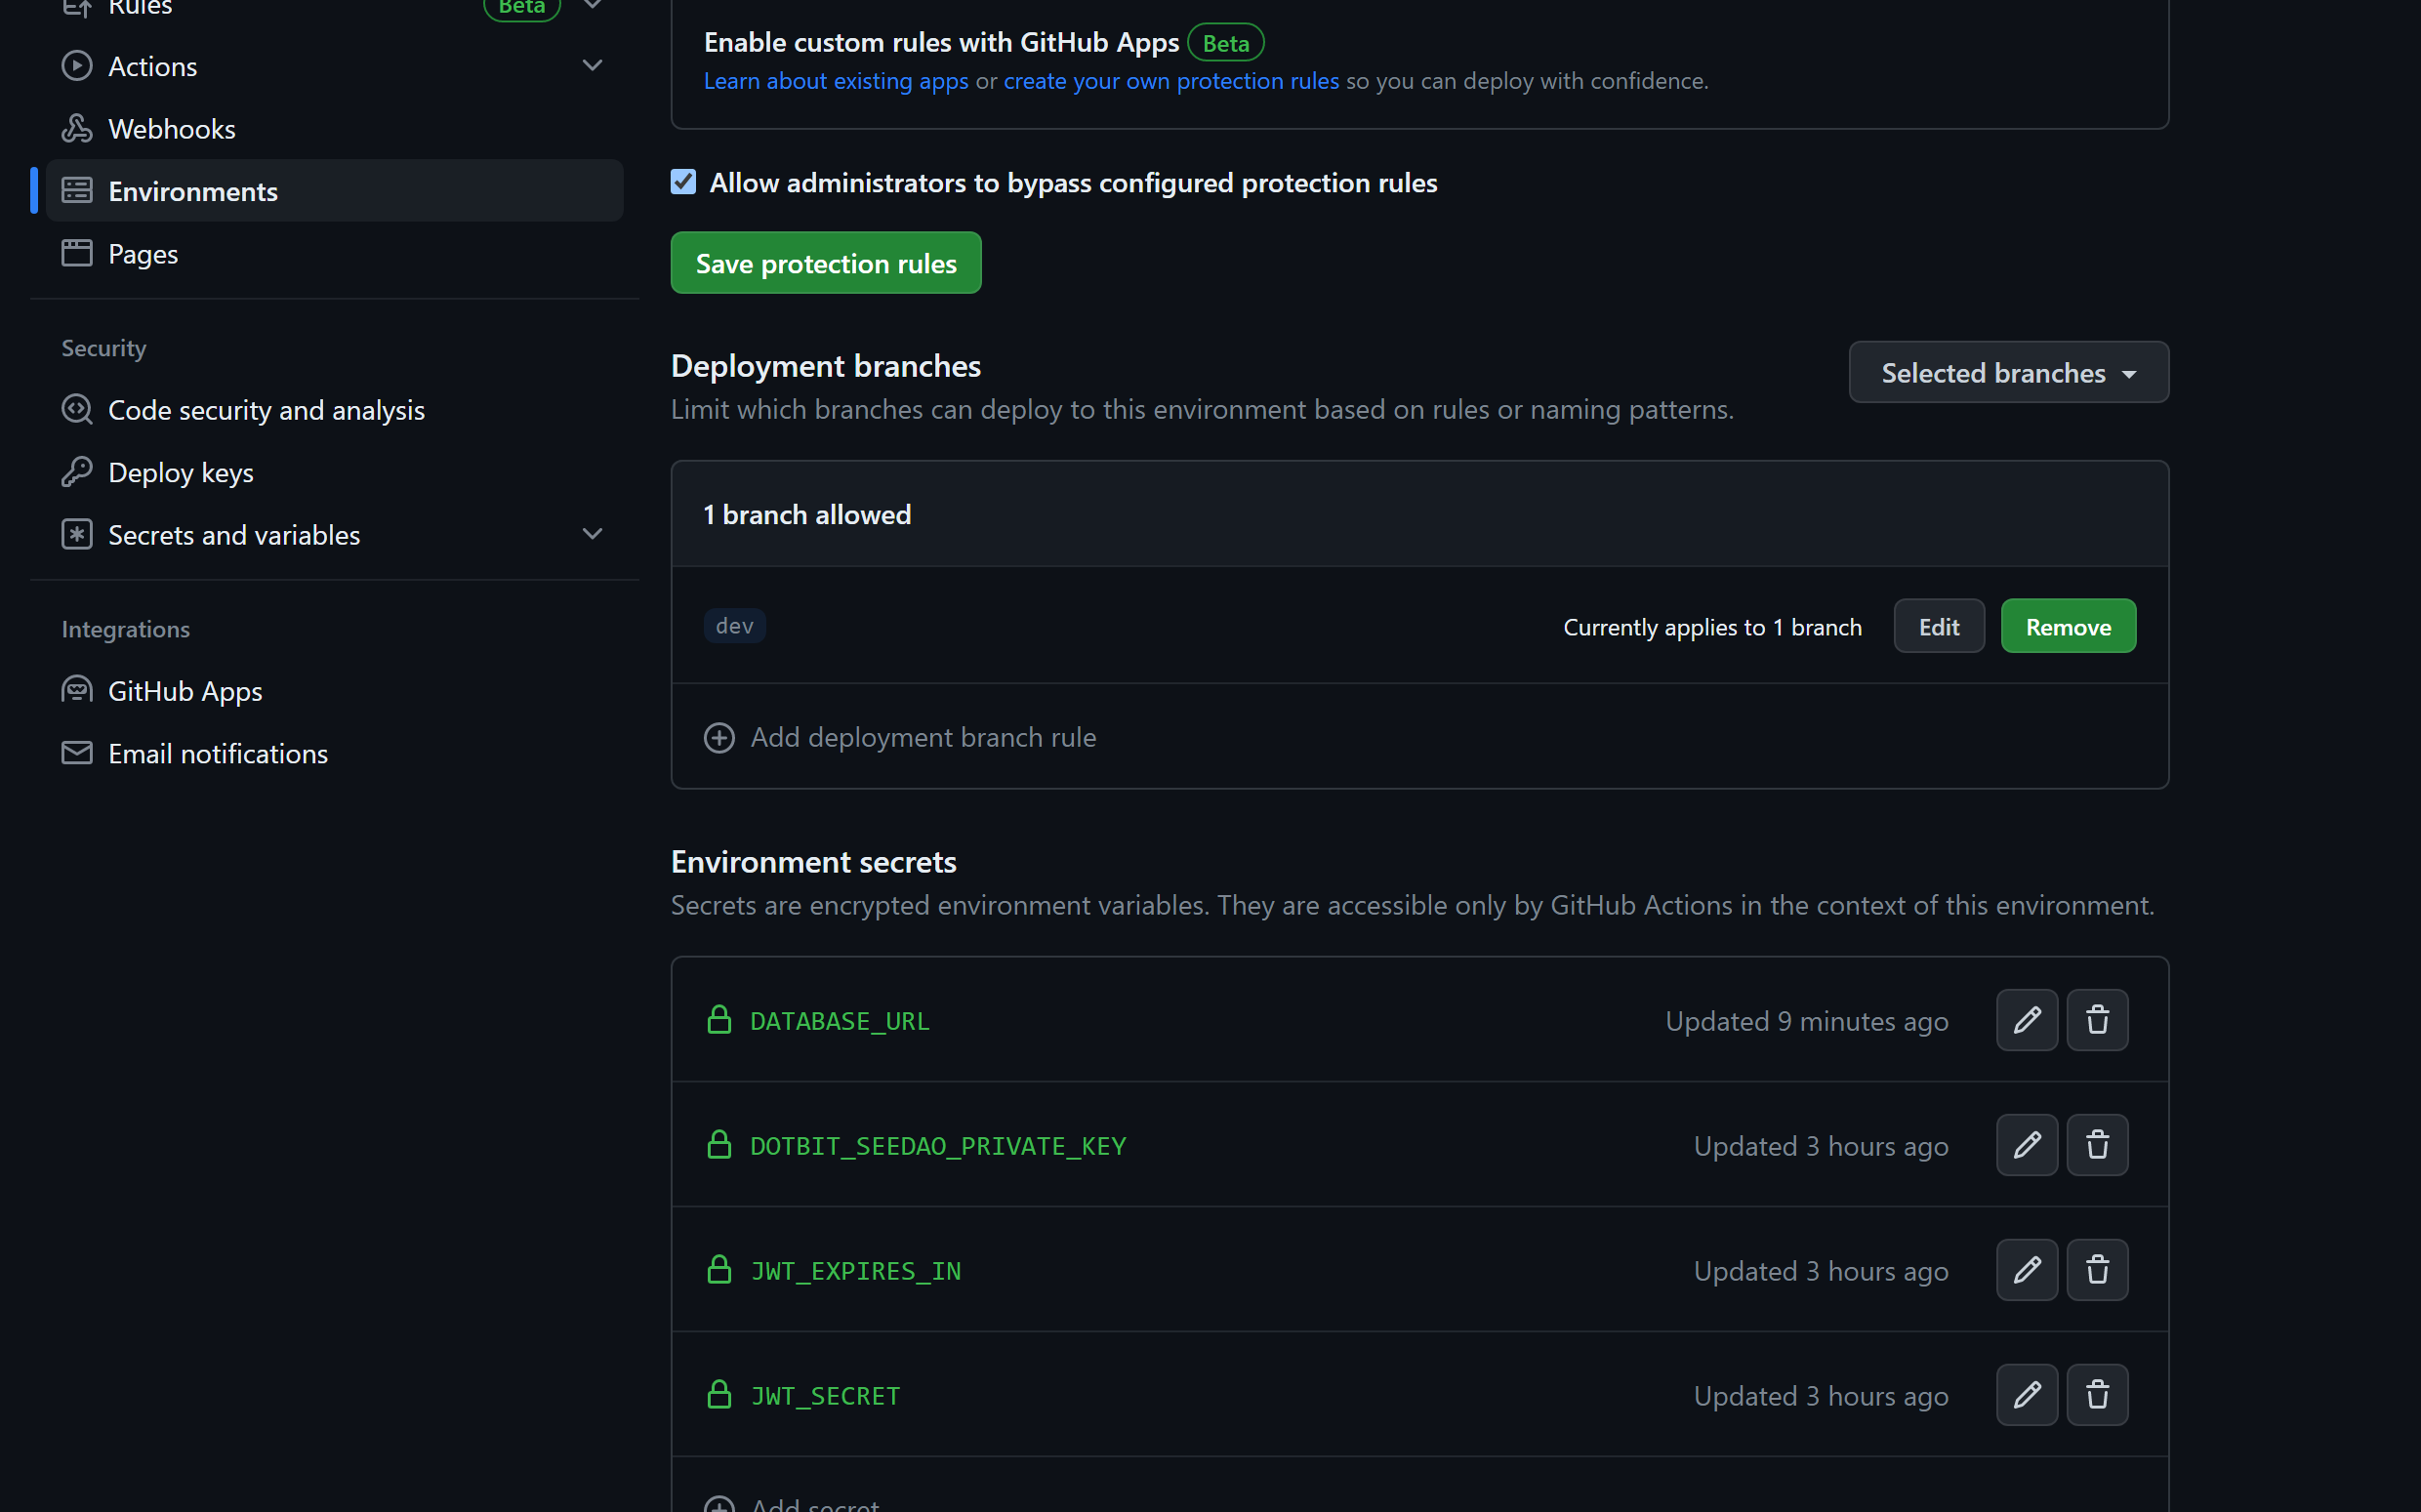 Rules
Beta
Actions
Webhooks
Environments
Pages
Security
Code security and analysis
Deploy keys
Secrets and variables
Integrations
GitHub Apps
Email notifications
Enable custom rules with GitHub Apps Beta
Learn about existing apps or create your own protection rules so you can deploy with confidence.
Allow administrators to bypass configured protection rules
Save protection rules
Deployment branches
Selected branches
Limit which branches can deploy to this environment based on rules or naming patterns.
1 branch allowed
dev
Currently applies to 1 branch
Edit
Remove
Add deployment branch rule
Environment secrets
Secrets are encrypted environment variables. They are accessible only by GitHub Actions in the context of this environment.
DATABASE_URL
Updated 9 minutes ago
DOTBIT_SEEDAO_PRIVATE_KEY
Updated 3 hours ago
JWT_EXPIRES_IN
Updated 3 hours ago
JWT_SECRET
Updated 3 hours ago
Add secret